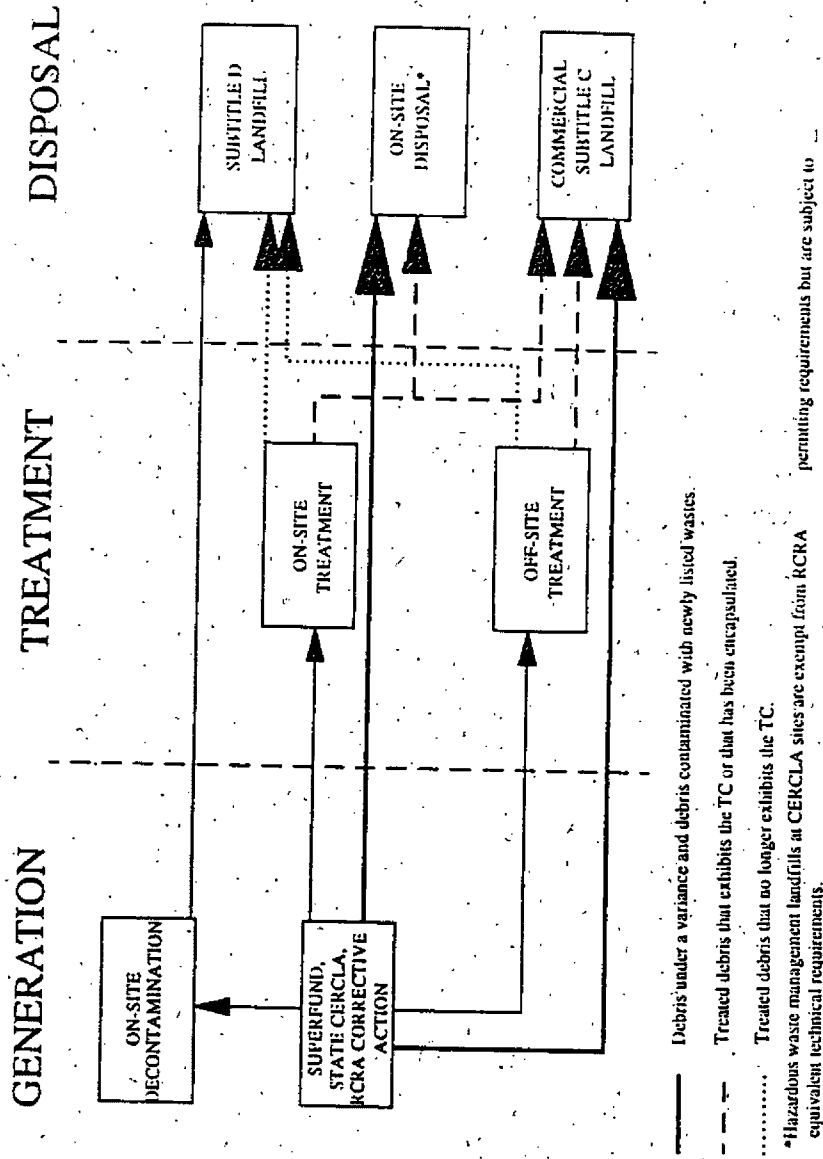 GENERATION
TREATMENT
DISPOSAL
ON-SITE
DECONTAMINATION
SUPERFUND,
STATE CERCLA,
RCRA CORRECTIVE
ACTION
ON-SITE
TREATMENT
OFF-SITE
TREATMENT
SUBTITLE D
LANDFILL
ON-SITE
DISPOSAL*
COMMERCIAL
SUBTITLE C
LANDFILL
Debris under a variance and debris contaminated with newly listed wastes.
Treated debris that exhibits the TC or that has been encapsulated.
Treated debris that no longer exhibits the TC.
*Hazardous waste management landfills at CERCLA sites are exempt from RCRA permitting requirements but are subject to
equivalent technical requirements.